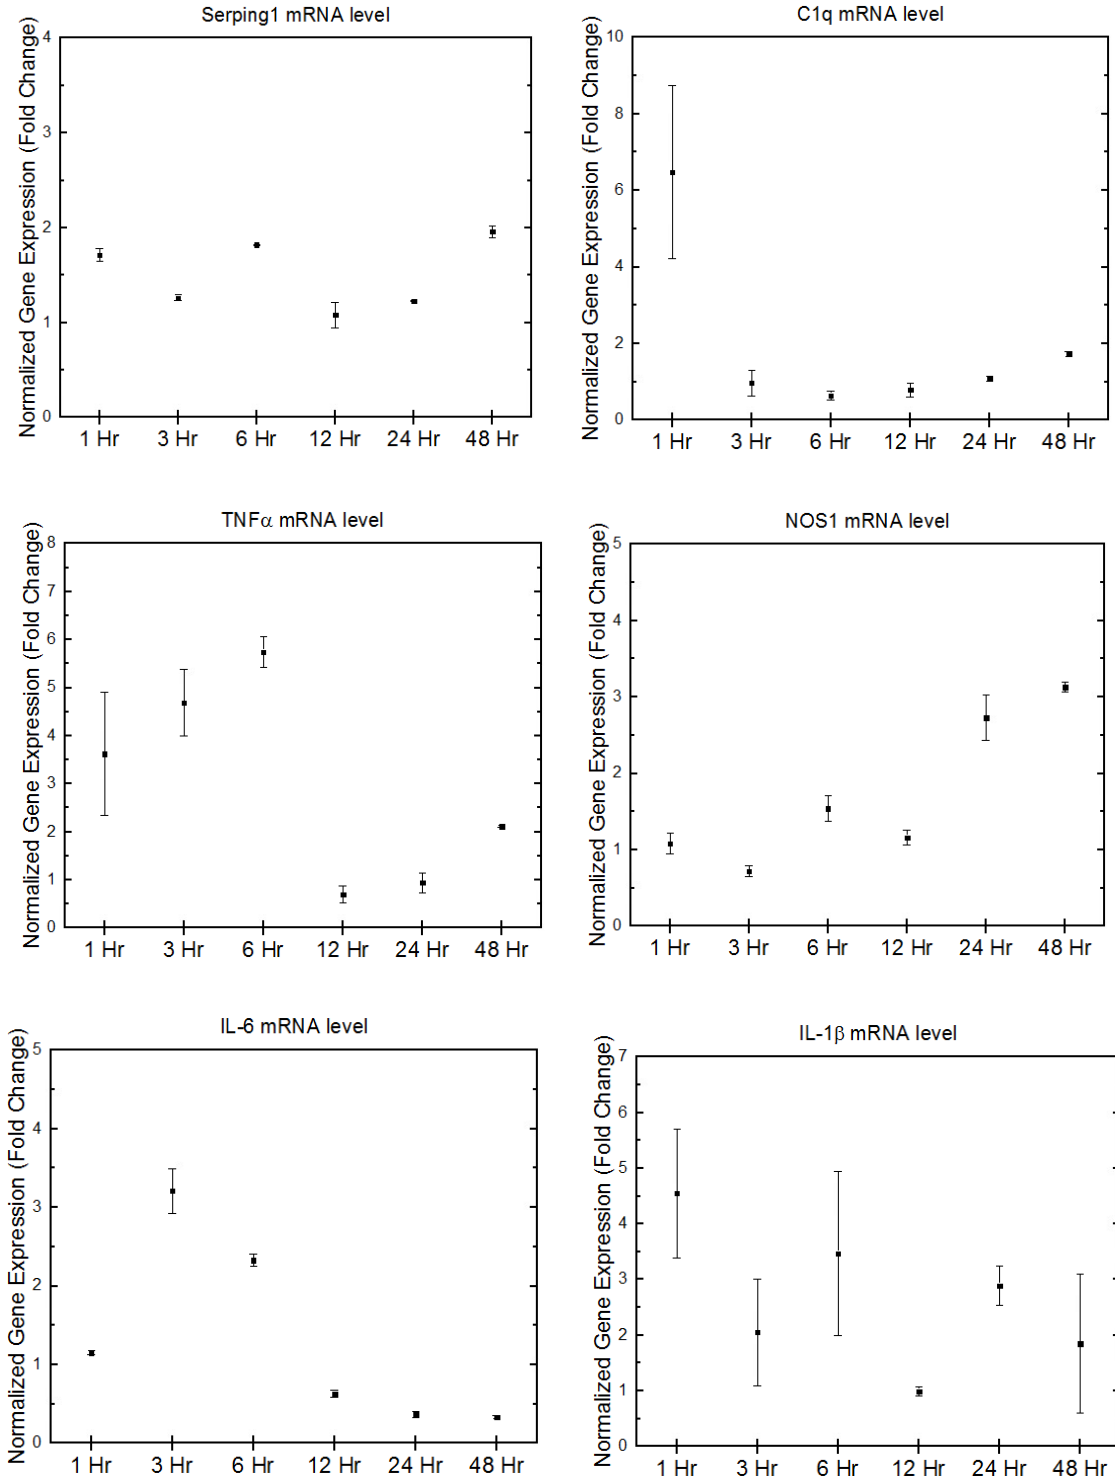 Serping1 mRNA level
Normalized Gene Expression (Fold Change)
4
3
2
1
0
1 Hr 3 Hr 6 Hr 12 Hr 24 Hr 48 Hr
C1q mRNA level
Normalized Gene Expression (Fold Change)
10
8
6
4
2
0
1 Hr 3 Hr 6 Hr 12 Hr 24 Hr 48 Hr
TNFα mRNA level
Normalized Gene Expression (Fold Change)
8
7
6
5
4
3
2
1
0
1 Hr 3 Hr 6 Hr 12 Hr 24 Hr 48 Hr
NOS1 mRNA level
Normalized Gene Expression (Fold Change)
5
4
3
2
1
0
1 Hr 3 Hr 6 Hr 12 Hr 24 Hr 48 Hr
IL-6 mRNA level
Normalized Gene Expression (Fold Change)
5
4
3
2
1
0
1 Hr 3 Hr 6 Hr 12 Hr 24 Hr 48 Hr
IL-1β mRNA level
Normalized Gene Expression (Fold Change)
7
6
5
4
3
2
1
0
1 Hr 3 Hr 6 Hr 12 Hr 24 Hr 48 Hr